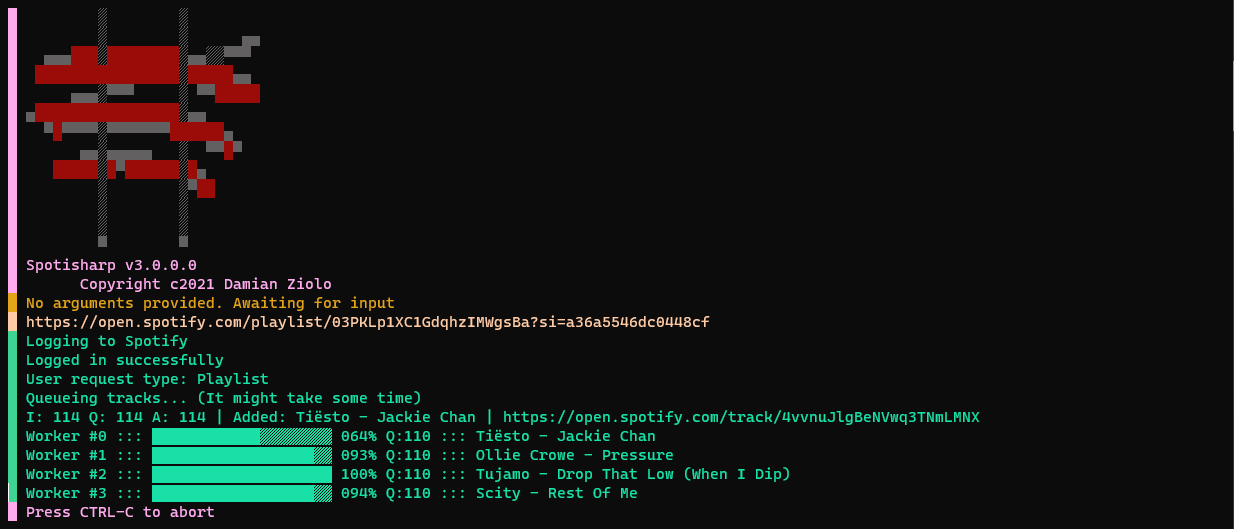 Spotisharp v3.0.0.0
Copyright c2021 Damian Ziolo
No arguments provided. Awaiting for input
https://open.spotify.com/playlist/03PKLp1XC1GdqhzIMWgsBa?si=a36a5546dc0448cf
Logging to Spotify
Logged in successfully
User request type: Playlist
Queueing tracks... (It might take some time)
I: 114 Q: 114 A: 114 | Added: Tiësto - Jackie Chan | https://open.spotify.com/track/4vvnuJlgBeNVwq3TNmLMNX
Worker #0 ::: 064% Q:110 ::: Tiësto - Jackie Chan
Worker #1 ::: 093% Q:110 ::: Ollie Crowe - Pressure
Worker #2 ::: 100% Q:110 ::: Tujamo - Drop That Low (When I Dip)
Worker #3 ::: 094% Q:110 ::: Scity - Rest Of Me
Press CTRL-C to abort